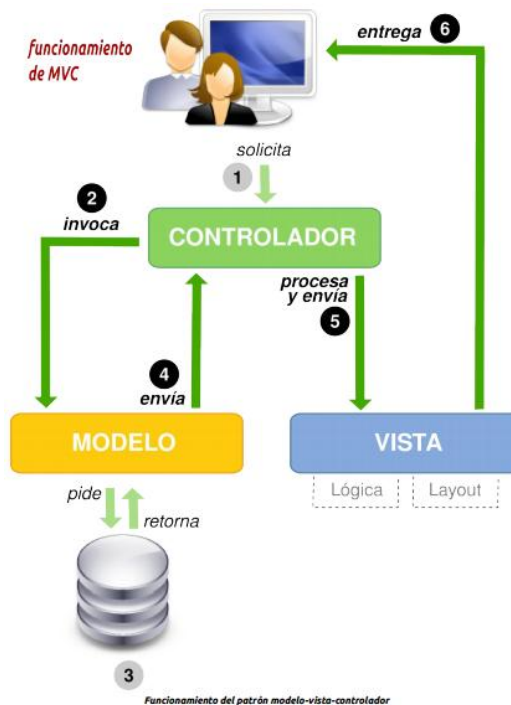 funcionamiento
de MVC
entrega 6
solicita
1
2
invoca
CONTROLADOR
procesa
y envía
5
4
envía
MODELO
VISTA
Lógica
Layout
pide
retorna
3
Funcionamiento del patrón modelo-vista-controlador